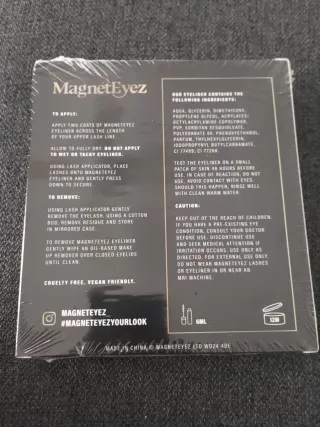 MagnetEyez
TO APPLY:
APPLY TWO COATS OF MAGNETEYEZ
EYELINER ACROSS THE LENGTH
OF YOUR UPPER LASH LINE
ALLOW TO FULLY DRY. DO NOT APPLY
TO WET OR TACKY EYELINER.
USING LASH APPLICATOR, PLACE
LASHES ONTO MAGNETEYEZ
EYELINER AND GENTLY PRESS
DOWN TO SECURE.
TO REMOVE:
USING LASH APPLICATOR GENTLY
REMOVE THE EYELASH. USING A COTTON
BUD, REMOVE RESIDUE AND STORE
IN MIRRORED CASE.
TO REMOVE MAGNETEYEZ EYELINER
GENTLY WIPE AN OIL-BASED MAKE
UP REMOVER OVER CLOSED EYELIDS
UNTIL CLEAN.
CRUELTY FREE. VEGAN FRIENDLY.
MAGNETEYEZ_
#MAGNETEYEZYOURLOOK
OUR EYELINER CONTAINS THE
FOLLOWING INGREDIENTS:
AQUA, GLYCERIN, DIMETHICONE,
PROPYLENE GLYCOL, ACRYLATES/
OCTYLACRYLAMIDE COPOLYMER,
PVP, SORBITAN SESQUIOLEATE,
POLYSORBATE 60, PHENOXYETHANOL,
PARFUM, ETHYLHEXYLGLYCERIN,
IODOPROPYNYL BUTYLCARBAMATE,
CI 77499, CI 77266.
TEST THE EYELINER ON A SMALL
PATCH OF SKIN 48 HOURS BEFORE
USE. IN CASE OF REACTION, DO NOT
USE. AVOID CONTACT WITH EYES.
SHOULD THIS HAPPEN, RINSE WELL
WITH CLEAN WARM WATER.
CAUTION:
KEEP OUT OF THE REACH OF CHILDREN.
IF YOU HAVE A PRE-EXISTING EYE
CONDITION, CONSULT YOUR DOCTOR
BEFORE USE. DISCONTINUE USE
AND SEEK MEDICAL ATTENTION IF
IRRITATION OCCURS. USE ONLY AS
DIRECTED. FOR EXTERNAL USE ONLY.
DO NOT WEAR MAGNETEYEZ LASHES
OR EYELINER IN OR NEAR AN
MRI MACHINE.
6ML
12M
MADE IN CHINA © MAGNETEYEZ LTD WD24 4DE